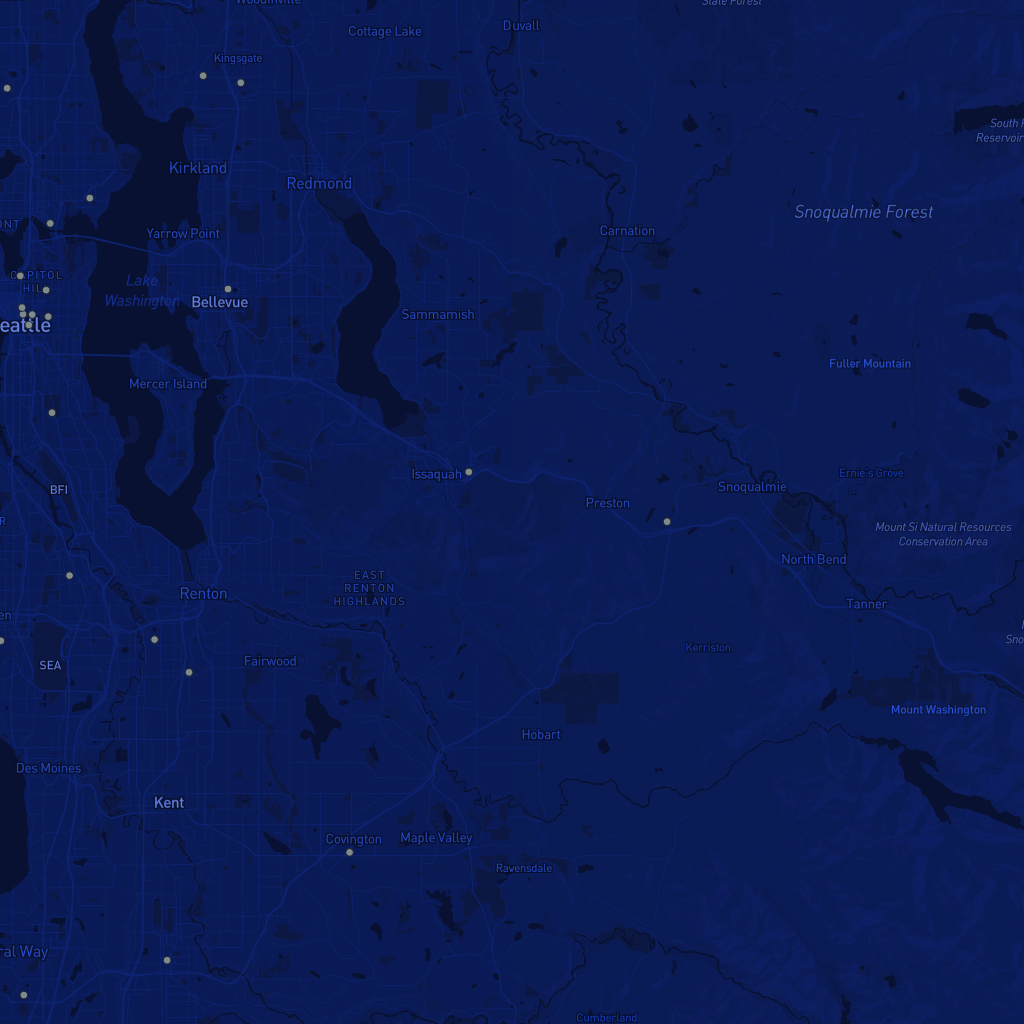 Woodinville
State Forest
Duvall
Cottage Lake
Kingsgate
South F
Reservoir
Kirkland
Redmond
Snoqualmie Forest
ONT
Yarrow Point
Carnation
CAPITOL
HILL
Lake
Washington
Bellevue
Sammamish
eattle
Fuller Mountain
Mercer Island
Issaquah
Ernie's Grove
BFI
Snoqualmie
Preston
R
Mount Si Natural Resources
Conservation Area
North Bend
EAST
RENTON
HIGHLANDS
Renton
Tanner
en
Sno
Kerriston
Fairwood
SEA
Mount Washington
Hobart
Des Moines
Kent
Covington
Maple Valley
Ravensdale
ral Way
Cumberland